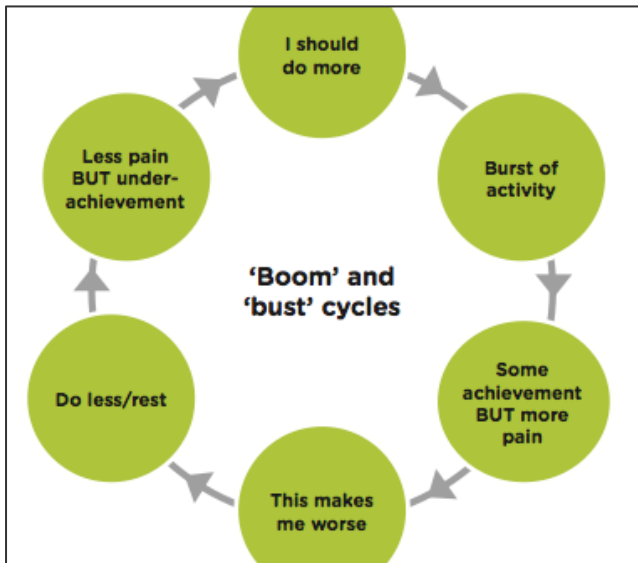 I should
do more
Burst of
activity
Some
achievement
BUT more
pain
This makes
me worse
Do less/rest
Less pain
BUT under-
achievement
‘Boom’ and
‘bust’ cycles